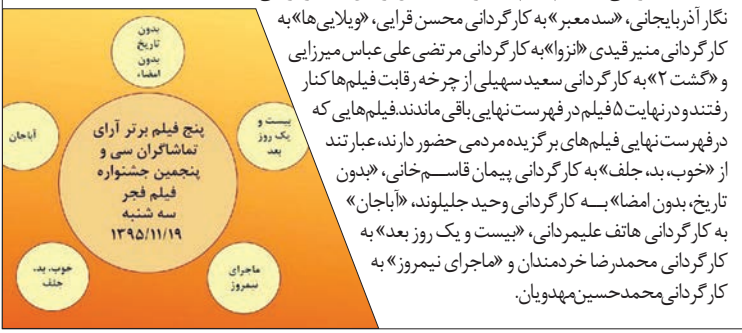 نگار آذربایجانی، «سد معبر» به کارگردانی محسن قرایی، «ویلایی‌ها» به
کارگردانی منیر قیدی «انزوا» به کارگردانی مرتضی علی عباس میرزایی
و «گشت ۲» به کارگردانی سعید سهیلی از چرخه رقابت فیلم‌ها کنار
رفتند و در نهایت ۵ فیلم در فهرست نهایی باقی ماندند. فیلم‌هایی که
در فهرست نهایی فیلم‌های برگزیده مردمی حضور دارند، عبارتند
از «خوب، بد، جلف» به کارگردانی پیمان قاسم‌خانی، «بدون
تاریخ، بدون امضا» به کارگردانی وحید جلیلوند، «آباجان»
به کارگردانی هاتف علیمردانی، «بیست و یک روز بعد» به
کارگردانی محمدرضا خردمندان و «ماجرای نیمروز» به
کارگردانی محمدحسین مهدویان.
بدون
تاریخ
بدون
امضاء
بیست و
یک روز
بعد
آباجان
پنج فیلم برتر آرای
تماشاگران سی و
پنجمین جشنواره
فیلم فجر
سه شنبه
۱۳۹۵/۱۱/۱۹
ماجرای
نیمروز
خوب، بد،
جلف